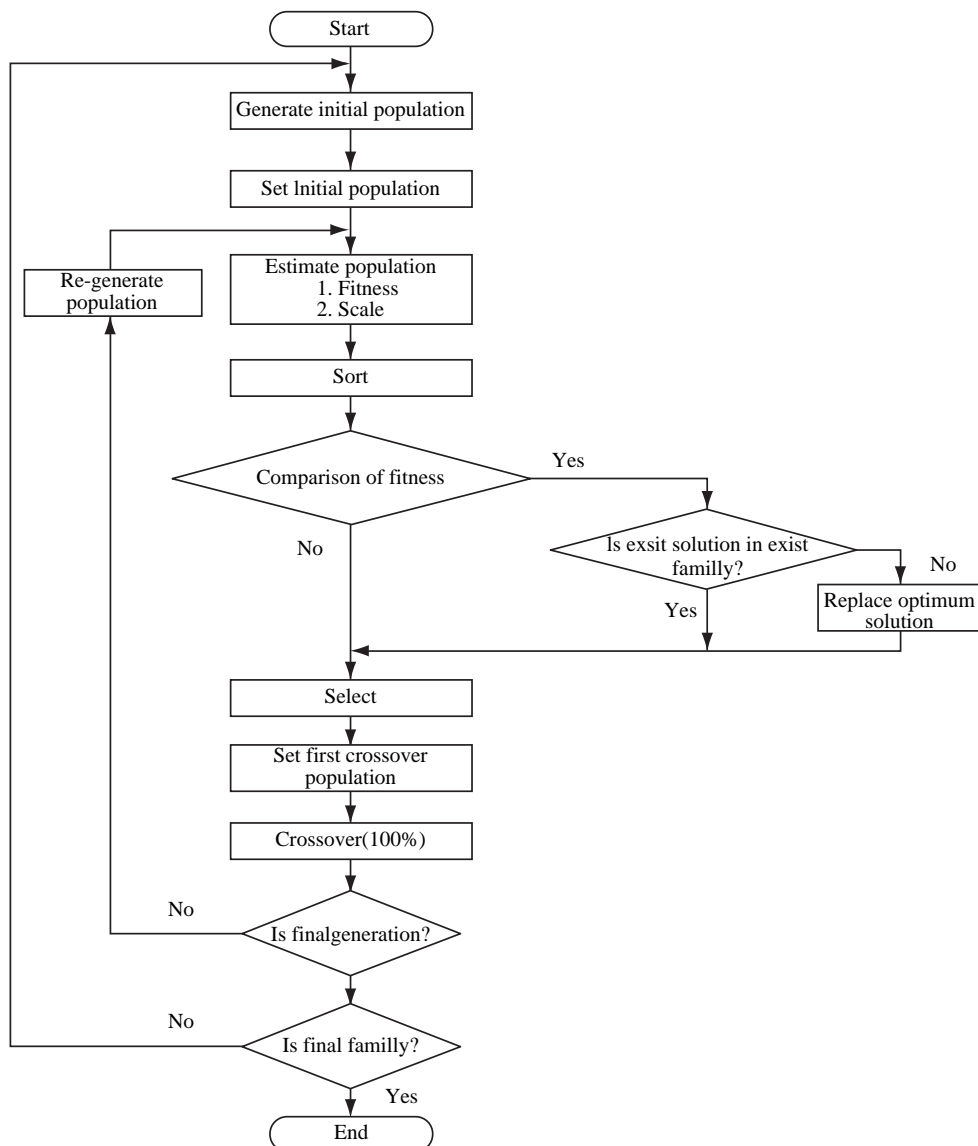 Start
Generate initial population
Set lnitial population
Re-generate
population
Estimate population
1. Fitness
2. Scale
Sort
Comparison of fitness
Yes
No
Is exsit solution in exist
familly?
No
Yes
Replace optimum
solution
Select
Set first crossover
population
Crossover(100%)
No
Is finalgeneration?
No
Is final familly?
Yes
End